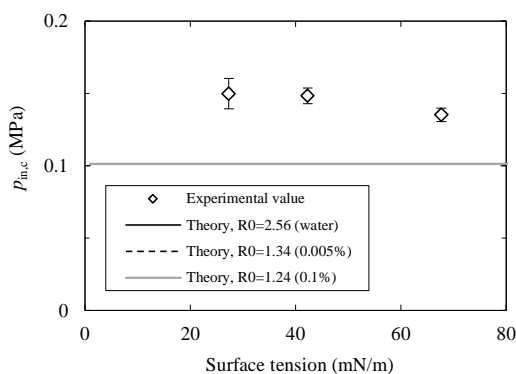 0.2
0.1
0
p_in,c (MPa)
Experimental value
Theory, R0=2.56 (water)
Theory, R0=1.34 (0.005%)
Theory, R0=1.24 (0.1%)
0 20 40 60 80
Surface tension (mN/m)